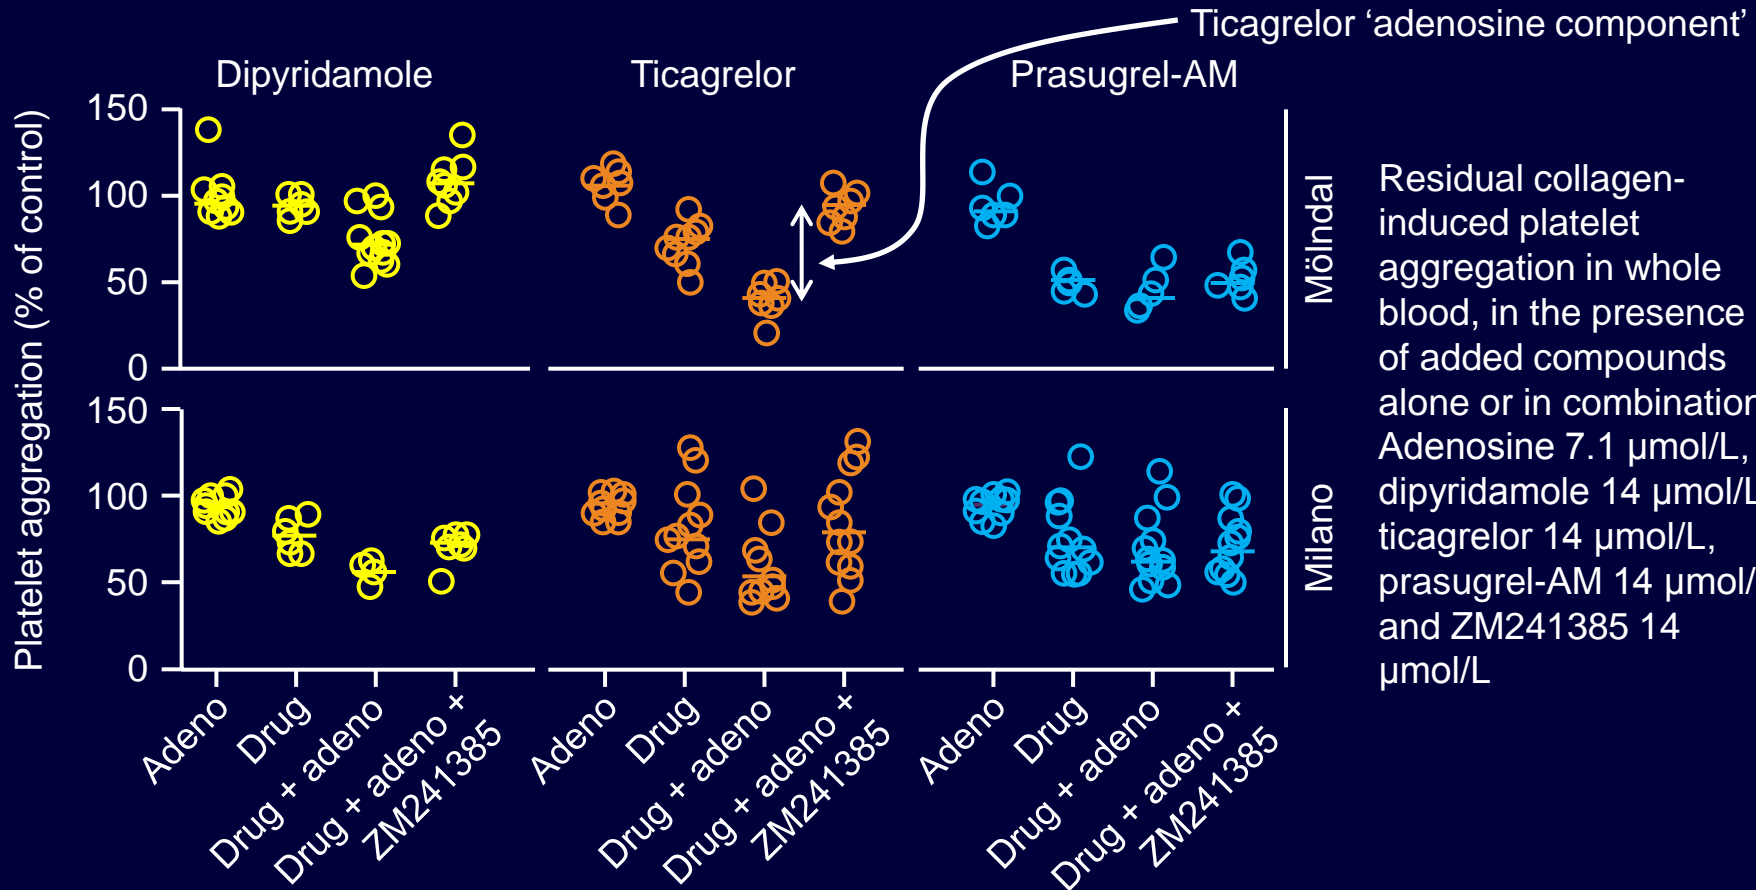 Ticagrelor ‘adenosine component’
Dipyridamole
Ticagrelor
Prasugrel-AM
Platelet aggregation (% of control)
150
100
50
0
Mölndal
150
100
50
0
Milano
Adeno
Drug
Drug + adeno
Drug + adeno +
ZM241385
Adeno
Drug
Drug + adeno
Drug + adeno +
ZM241385
Adeno
Drug
Drug + adeno
Drug + adeno +
ZM241385
Residual collagen-
induced platelet
aggregation in whole
blood, in the presence
of added compounds
alone or in combination
Adenosine 7.1 µmol/L,
dipyridamole 14 µmol/L
ticagrelor 14 µmol/L,
prasugrel-AM 14 µmol/
and ZM241385 14
µmol/L